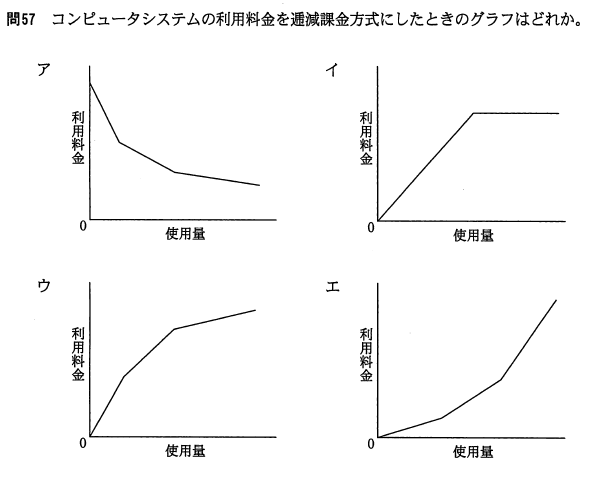 問57 コンピュータシステムの利用料金を逓減課金方式にしたときのグラフはどれか。
ア
利用料金
0
使用量
イ
利用料金
0
使用量
ウ
利用料金
0
使用量
エ
利用料金
0
使用量